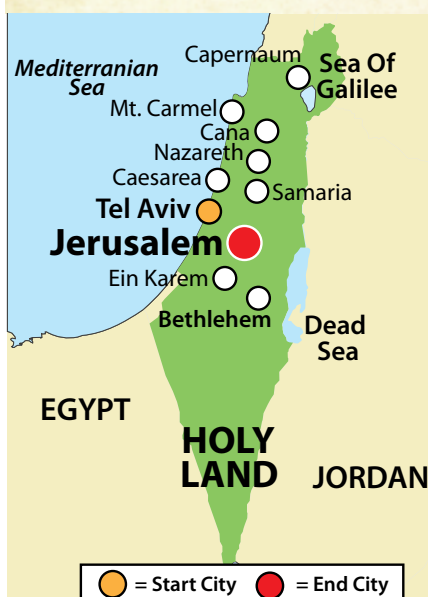 Capernaum
Mediterranian
Sea
Sea Of
Galilee
Mt. Carmel
Cana
Nazareth
Caesarea
Samaria
Tel Aviv
Jerusalem
Ein Karem
Bethlehem
Dead
Sea
EGYPT
HOLY
LAND
JORDAN
= Start City = End City